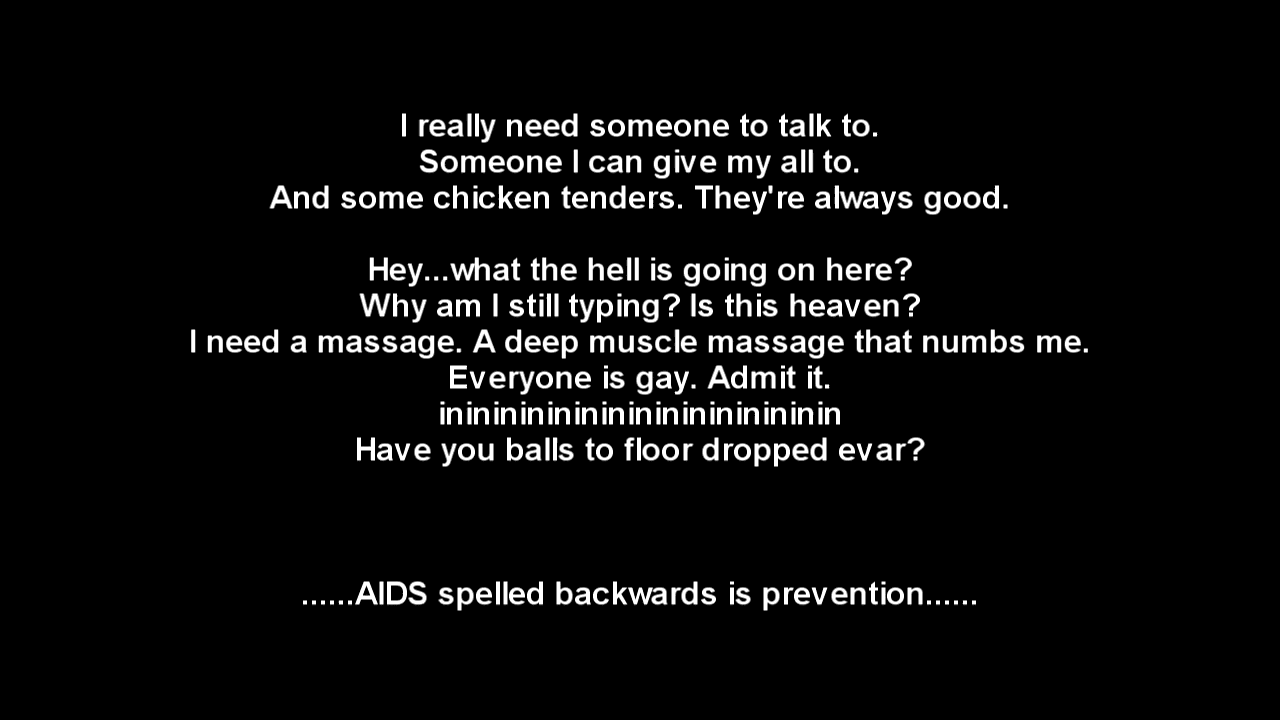 I really need someone to talk to.
Someone I can give my all to.
And some chicken tenders. They're always good.
Hey...what the hell is going on here?
Why am I still typing? Is this heaven?
I need a massage. A deep muscle massage that numbs me.
Everyone is gay. Admit it.
ininininininininininininininin
Have you balls to floor dropped evar?
......AIDS spelled backwards is prevention......